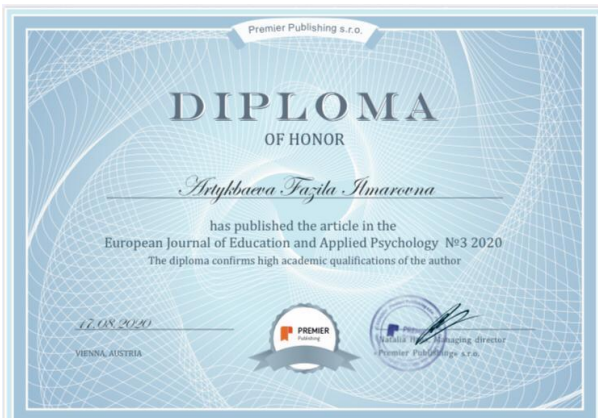 Premier Publishing s.r.o.
DIPLOMA
OF HONOR
Artykbaeva Fazila Ilmarovna
has published the article in the
European Journal of Education and Applied Psychology №3 2020
The diploma confirms high academic qualifications of the author
17.08.2020
VIENNA, AUSTRIA
PREMIER
Publishing
Natalia managing director
Premier Publishing s.r.o.